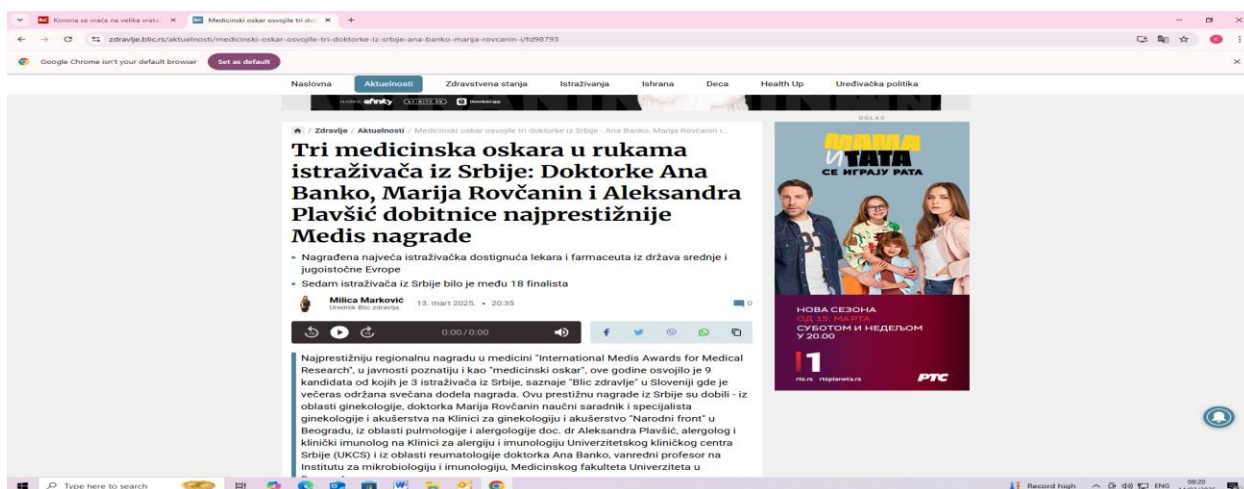 Korona se vraća na velika vrata:
Medicinski oskar osvojile tri dok
zdravlje.blic.rs/aktuelnosti/medicinski-oskar-osvojile-tri-doktorke-iz-srbije-ana-banko-marija-rovcanin-i/fd98793
Google Chrome isn't your default browser
Set as default
Naslovna Aktuelnosti Zdravstvena stanja Istraživanja Ishrana Deca Health Up Uređivačka politika
efinity
Download app
OGLAS
/ Zdravlje / Aktuelnosti / Medicinski oskar osvojile tri doktorke iz Srbije - Ana Banko, Marija Rovčanin i...
Tri medicinska oskara u rukama
istraživača iz Srbije: Doktorke Ana
Banko, Marija Rovčanin i Aleksandra
Plavšić dobitnice najprestižnije
Medis nagrade
• Nagrađena najveća istraživačka dostignuća lekara i farmaceuta iz država srednje i
jugoistočne Evrope
• Sedam istraživača iz Srbije bilo je među 18 finalista
Milica Marković 13. mart 2025. • 20:35
Urednik Blic zdravlja.
0
0:00 / 0:00
Najprestižniju regionalnu nagradu u medicini "International Medis Awards for Medical
Research", u javnosti poznatiju i kao "medicinski oskar", ove godine osvojilo je 9
kandidata od kojih je 3 istraživača iz Srbije, saznaje "Blic zdravlje" u Sloveniji gde je
večeras održana svečana dodela nagrada. Ovu prestižnu nagrade iz Srbije su dobili - iz
oblasti ginekologije, doktorka Marija Rovčanin naučni saradnik i specijalista
ginekologije i akušerstva na Klinici za ginekologiju i akušerstvo "Narodni front" u
Beogradu, iz oblasti pulmologije i alergologije doc. dr Aleksandra Plavšić, alergolog i
klinički imunolog na Klinici za alergiju i imunologiju Univerzitetskog kliničkog centra
Srbije (UKCS) i iz oblasti reumatologije doktorka Ana Banko, vanredni profesor na
Institutu za mikrobiologiju i imunologiju, Medicinskog fakulteta Univerziteta u
МАМА
И ТАТА
СЕ ИГРАЈУ РАТА
НОВА СЕЗОНА
ОД 15. МАРТА
СУБОТОМ И НЕДЕЉОМ
У 20.00
1
rts.rs rtsplaneta.rs
РТС
Type here to search
Record high
ENG
08:20